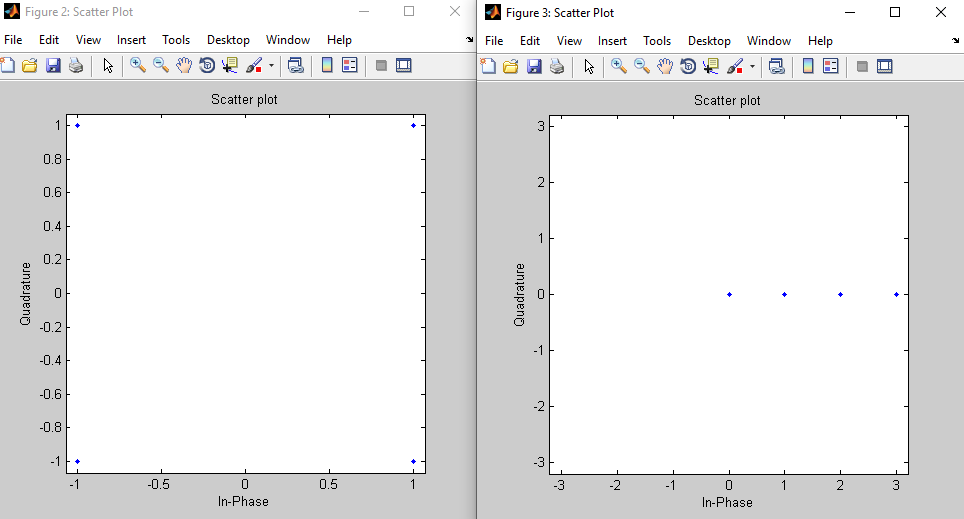 Figure 2: Scatter Plot
File Edit View Insert Tools Desktop Window Help
Scatter plot
1
0.8
0.6
0.4
0.2
0
-0.2
-0.4
-0.6
-0.8
-1
Quadrature
-1 -0.5 0 0.5 1
In-Phase
Figure 3: Scatter Plot
File Edit View Insert Tools Desktop Window Help
Scatter plot
3
2
1
0
-1
-2
-3
Quadrature
-3 -2 -1 0 1 2 3
In-Phase